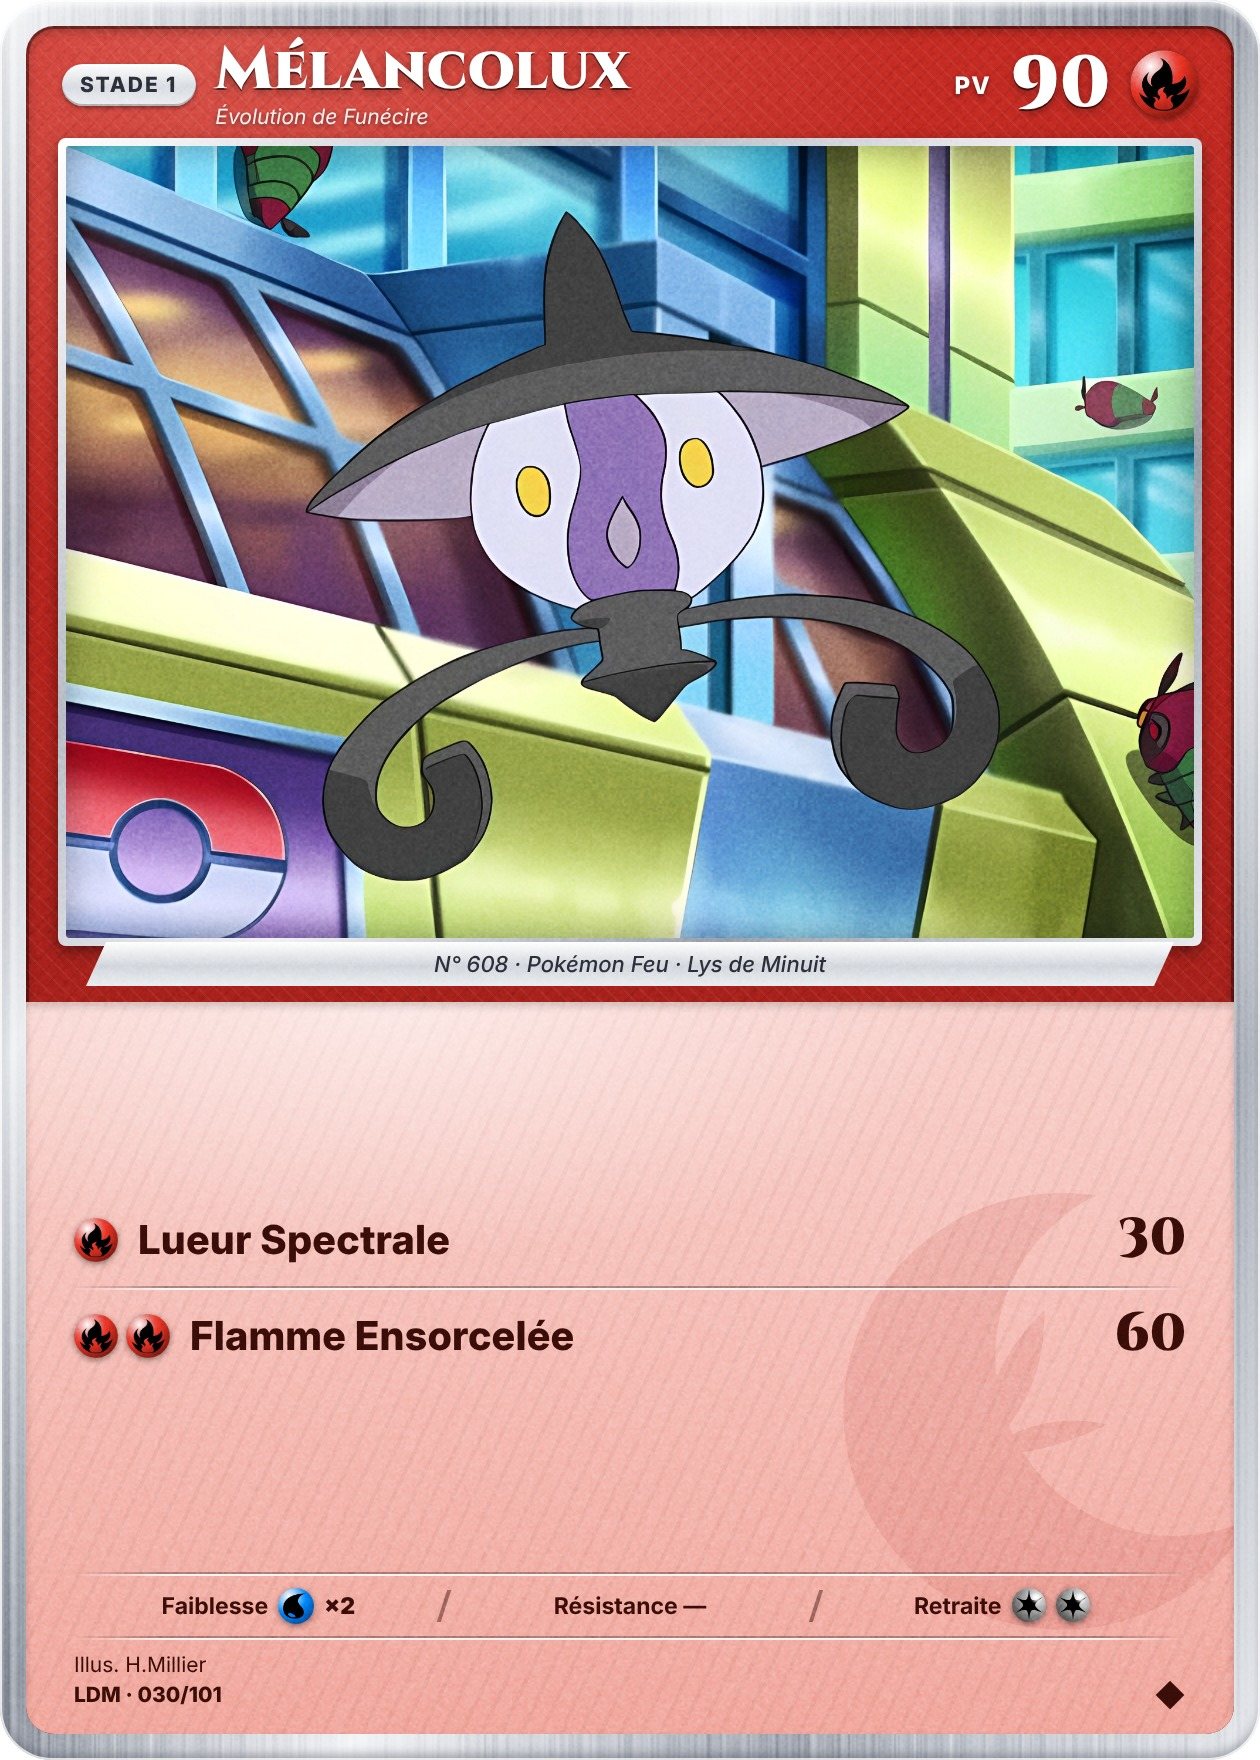 STADE 1
MÉLANCOLUX
Évolution de Funécire
PV 90
N° 608 · Pokémon Feu · Lys de Minuit
Lueur Spectrale 30
Flamme Ensorcelée 60
Faiblesse ×2 / Résistance — / Retraite
Illus. H.Millier
LDM · 030/101